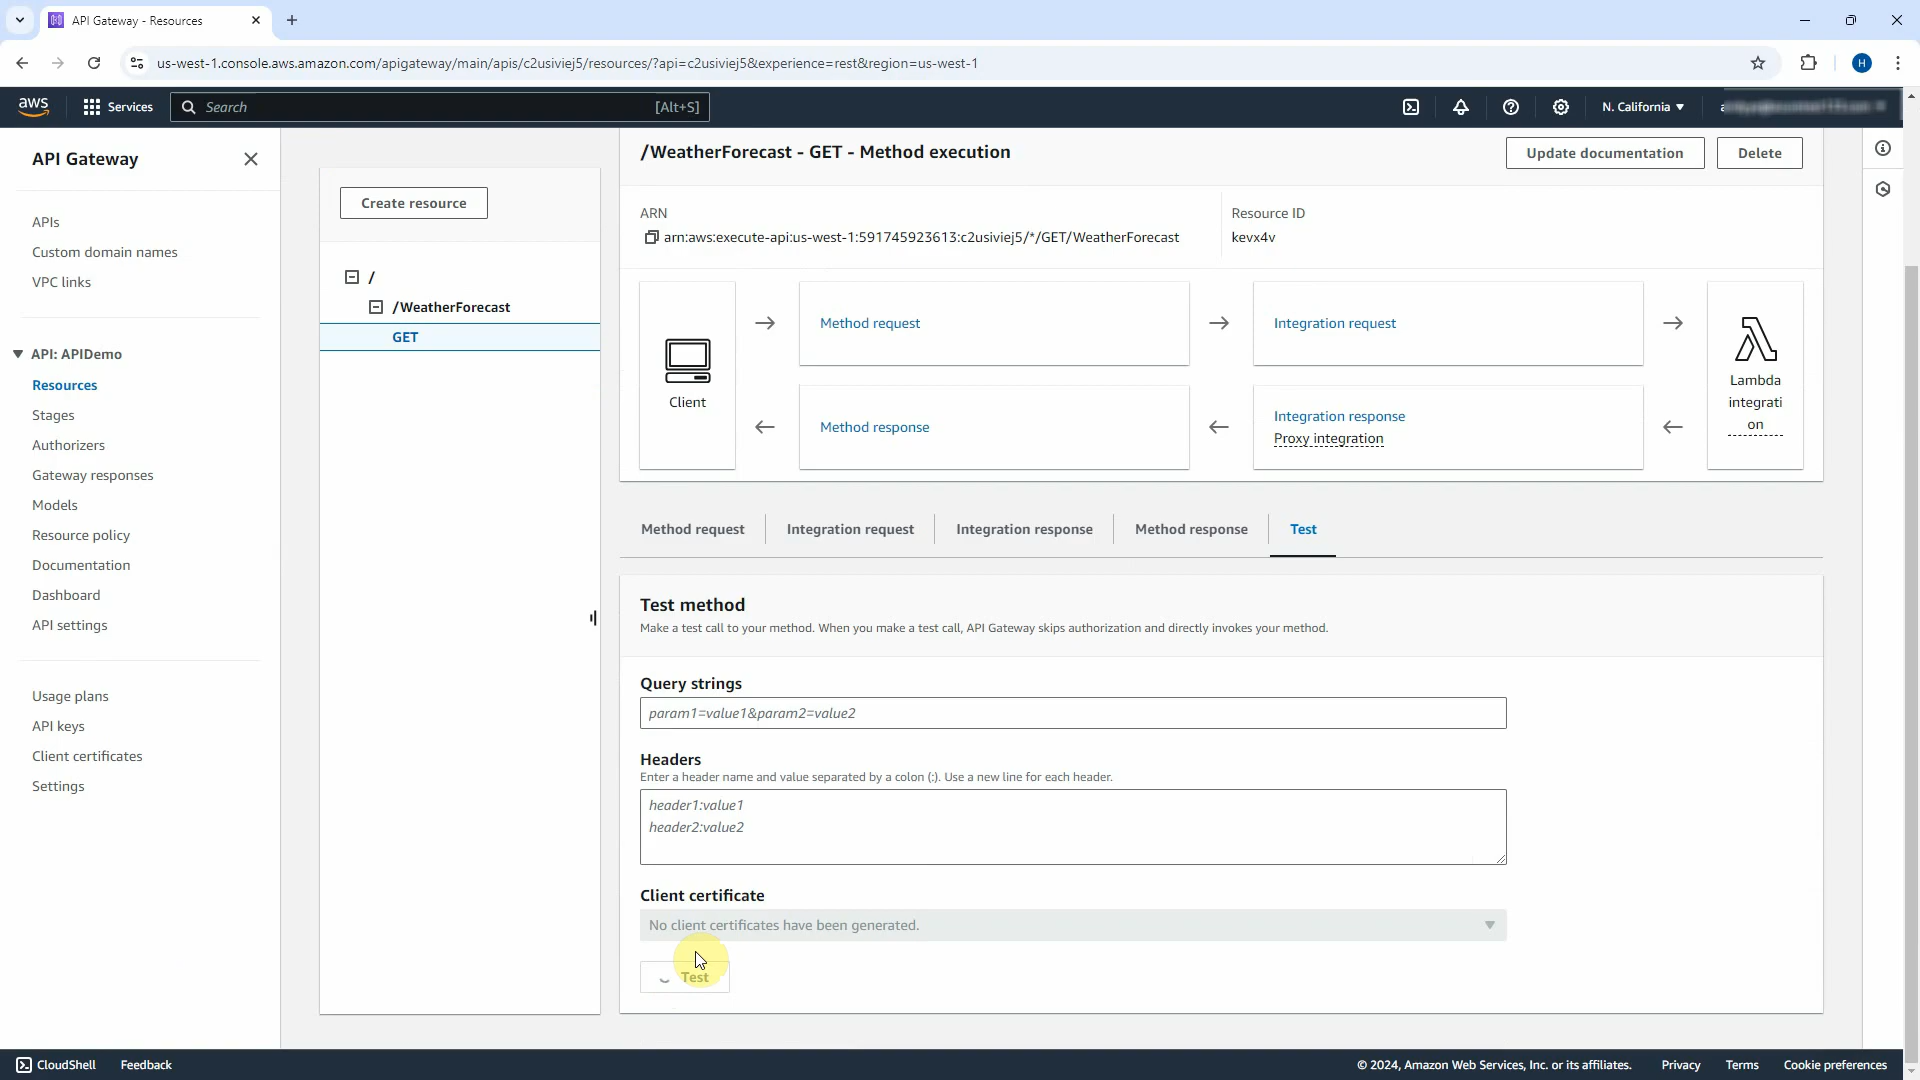 API Gateway - Resources
us-west-1.console.aws.amazon.com/apigateway/main/apis/c2usiviej5/resources/?api=c2usiviej5&experience=rest&region=us-west-1
H
aws
Services
Search
[Alt+S]
N. California
API Gateway
APIs
Custom domain names
VPC links
API: APIDemo
Resources
Stages
Authorizers
Gateway responses
Models
Resource policy
Documentation
Dashboard
API settings
Usage plans
API keys
Client certificates
Settings
Create resource
/
/WeatherForecast
GET
/WeatherForecast - GET - Method execution
Update documentation
Delete
ARN
arn:aws:execute-api:us-west-1:591745923613:c2usiviej5/*/GET/WeatherForecast
Resource ID
kevx4v
Client
Method request
Integration request
Method response
Integration response
Proxy integration
Lambda
integrati
on
Method request
Integration request
Integration response
Method response
Test
Test method
Make a test call to your method. When you make a test call, API Gateway skips authorization and directly invokes your method.
Query strings
param1=value1&param2=value2
Headers
Enter a header name and value separated by a colon (:). Use a new line for each header.
header1:value1
header2:value2
Client certificate
No client certificates have been generated.
Test
CloudShell
Feedback
© 2024, Amazon Web Services, Inc. or its affiliates.
Privacy
Terms
Cookie preferences